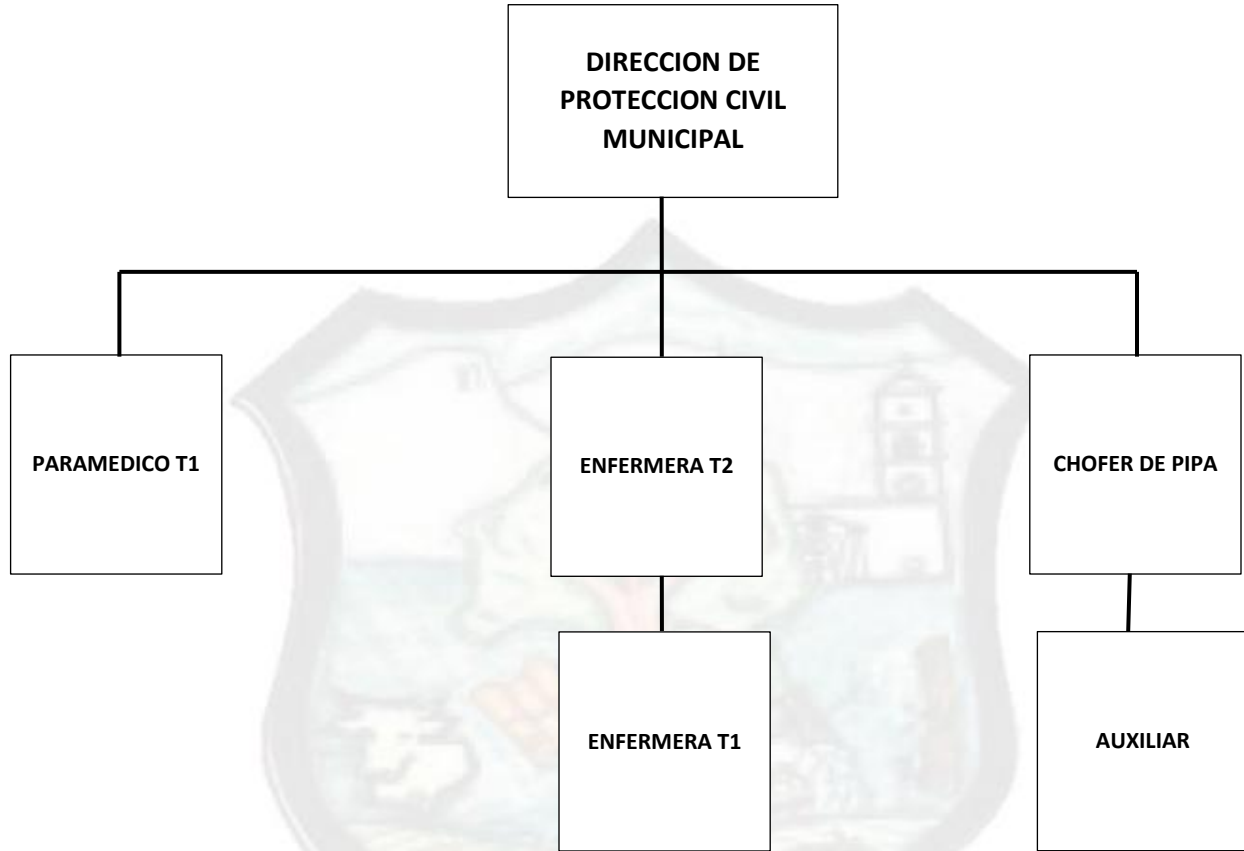 DIRECCION DE
PROTECCION CIVIL
MUNICIPAL
PARAMEDICO T1
ENFERMERA T2
CHOFER DE PIPA
ENFERMERA T1
AUXILIAR